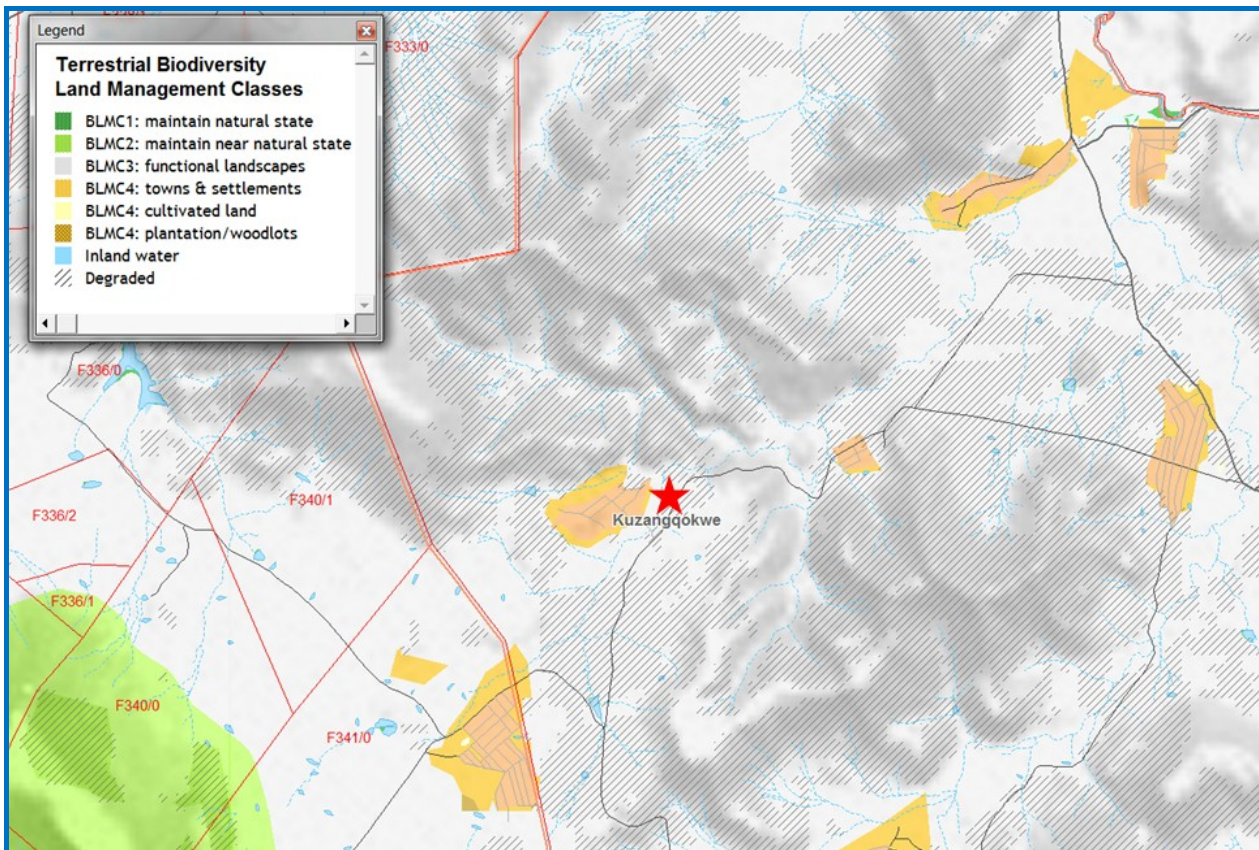 Legend
Terrestrial Biodiversity
Land Management Classes
BLMC1: maintain natural state
BLMC2: maintain near natural state
BLMC3: functional landscapes
BLMC4: towns & settlements
BLMC4: cultivated land
BLMC4: plantation/woodlots
Inland water
Degraded
F333/0
F336/0
F340/1
F336/2
Kuzangqokwe
F336/1
F340/0
F341/0